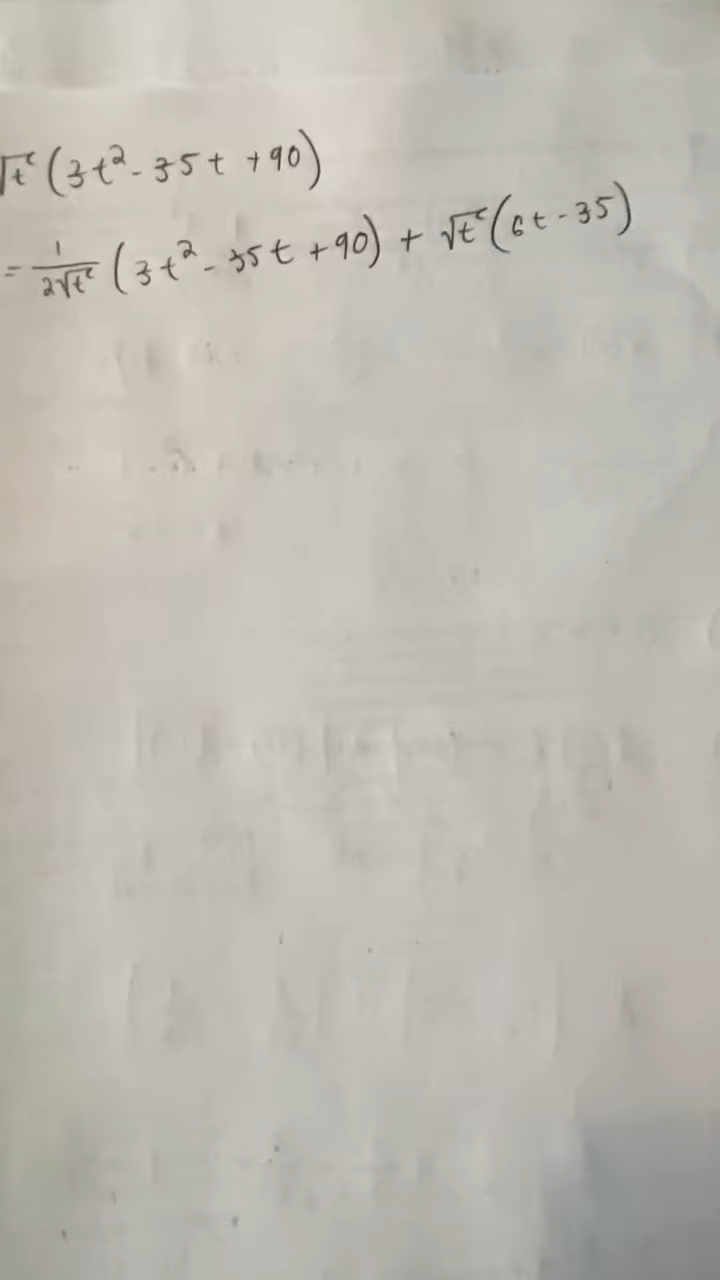 √t (3t² - 35t + 90)
= 1/(2√t) (3t² - 35t + 90) + √t (6t - 35)